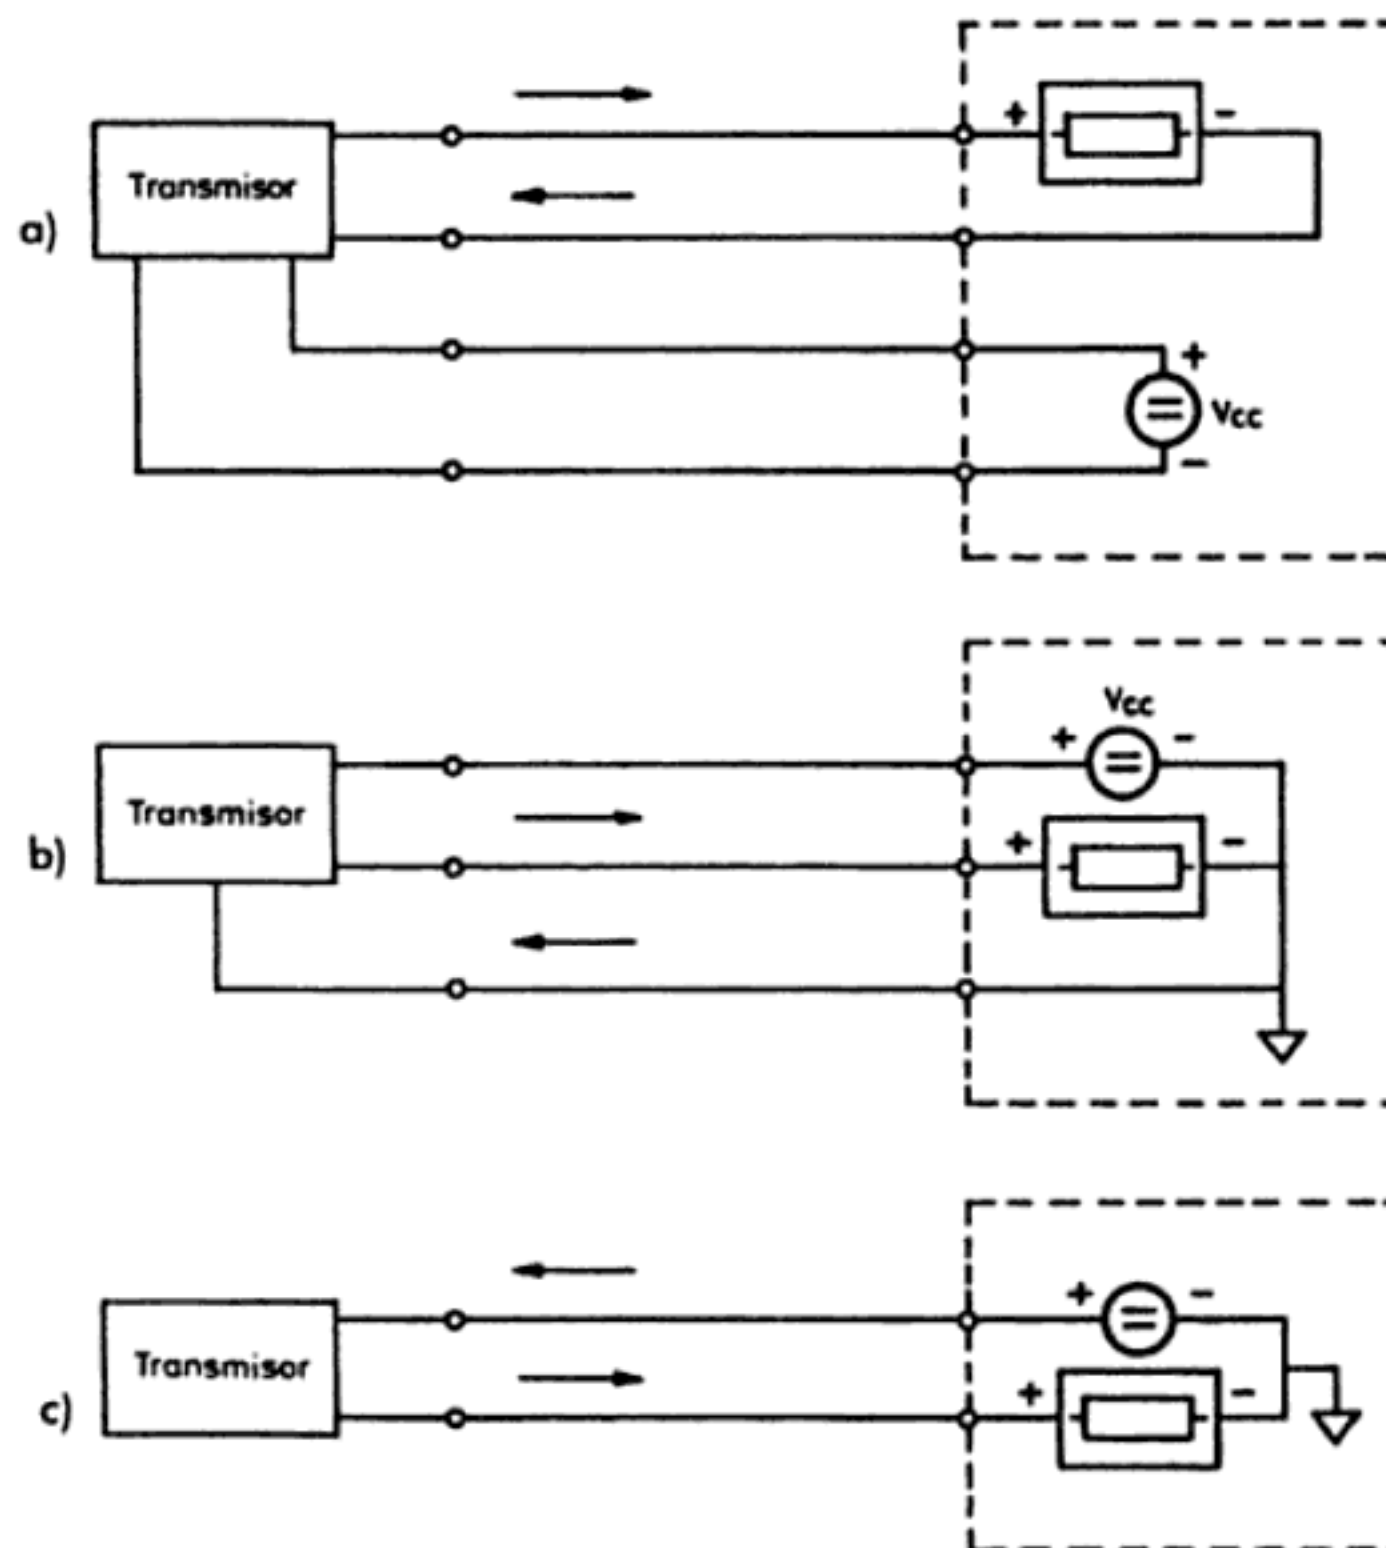 + -
Transmisor
a)
+
Vcc
-
Vcc
+ -
Transmisor
+ -
b)
+ -
Transmisor
+ -
c)